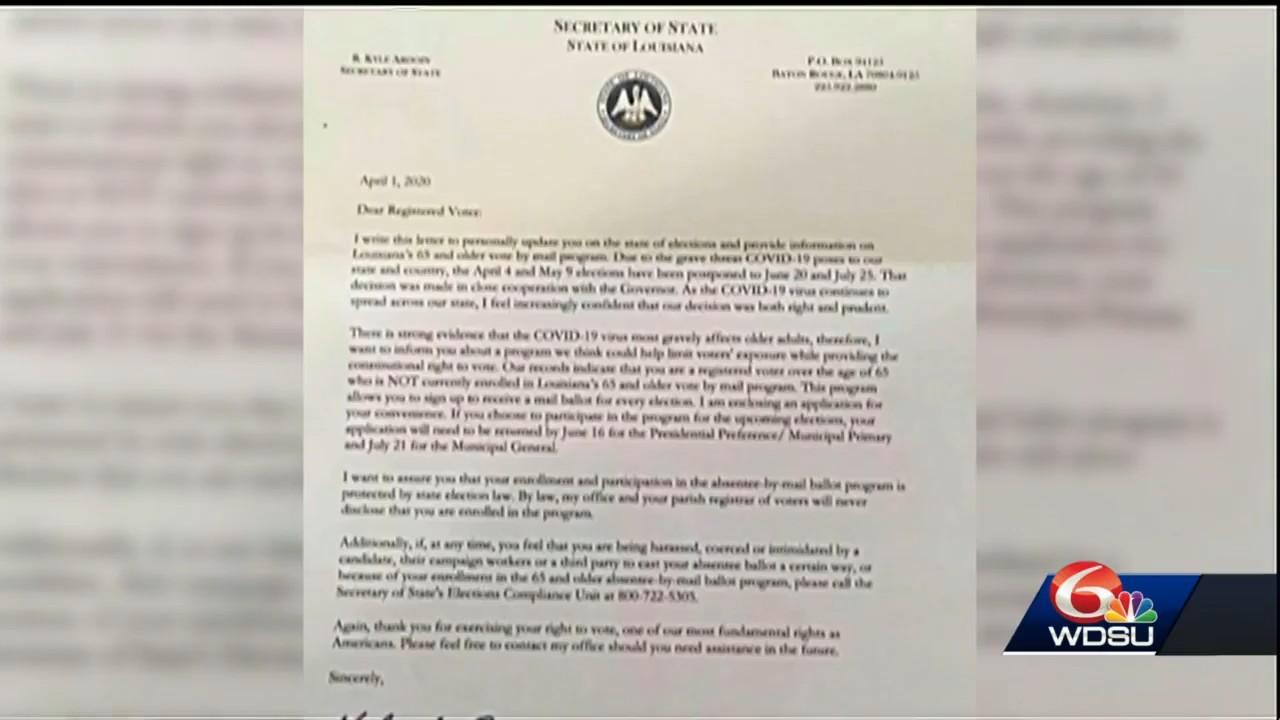 SECRETARY OF STATE
STATE OF LOUISIANA
R. KYLE ARDOIN
SECRETARY OF STATE
P.O. BOX 94125
BATON ROUGE, LA 70804-9125
225.922.2880
April 1, 2020
Dear Registered Voter:
I write this letter to personally update you on the state of elections and provide information on
Louisiana's 65 and older vote by mail program. Due to the grave threat COVID-19 poses to our
state and country, the April 4 and May 9 elections have been postponed to June 20 and July 25. That
decision was made in close cooperation with the Governor. As the COVID-19 virus continues to
spread across our state, I feel increasingly confident that our decision was both right and prudent.
There is strong evidence that the COVID-19 virus most gravely affects older adults, therefore, I
want to inform you about a program we think could help limit voters' exposure while providing the
constitutional right to vote. Our records indicate that you are a registered voter over the age of 65
who is NOT currently enrolled in Louisiana's 65 and older vote by mail program. This program
allows you to sign up to receive a mail ballot for every election. I am enclosing an application for
your convenience. If you choose to participate in the program for the upcoming elections, your
application will need to be returned by June 16 for the Presidential Preference/ Municipal Primary
and July 21 for the Municipal General.
I want to assure you that your enrollment and participation in the absentee-by-mail ballot program is
protected by state election law. By law, my office and your parish registrar of voters will never
disclose that you are enrolled in the program.
Additionally, if, at any time, you feel that you are being harassed, coerced or intimidated by a
candidate, their campaign workers or a third party to cast your absentee ballot a certain way, or
because of your enrollment in the 65 and older absentee-by-mail ballot program, please call the
Secretary of State's Elections Compliance Unit at 800-722-5305.
Again, thank you for exercising your right to vote, one of our most fundamental rights as
Americans. Please feel free to contact my office should you need assistance in the future.
Sincerely,
6
WDSU